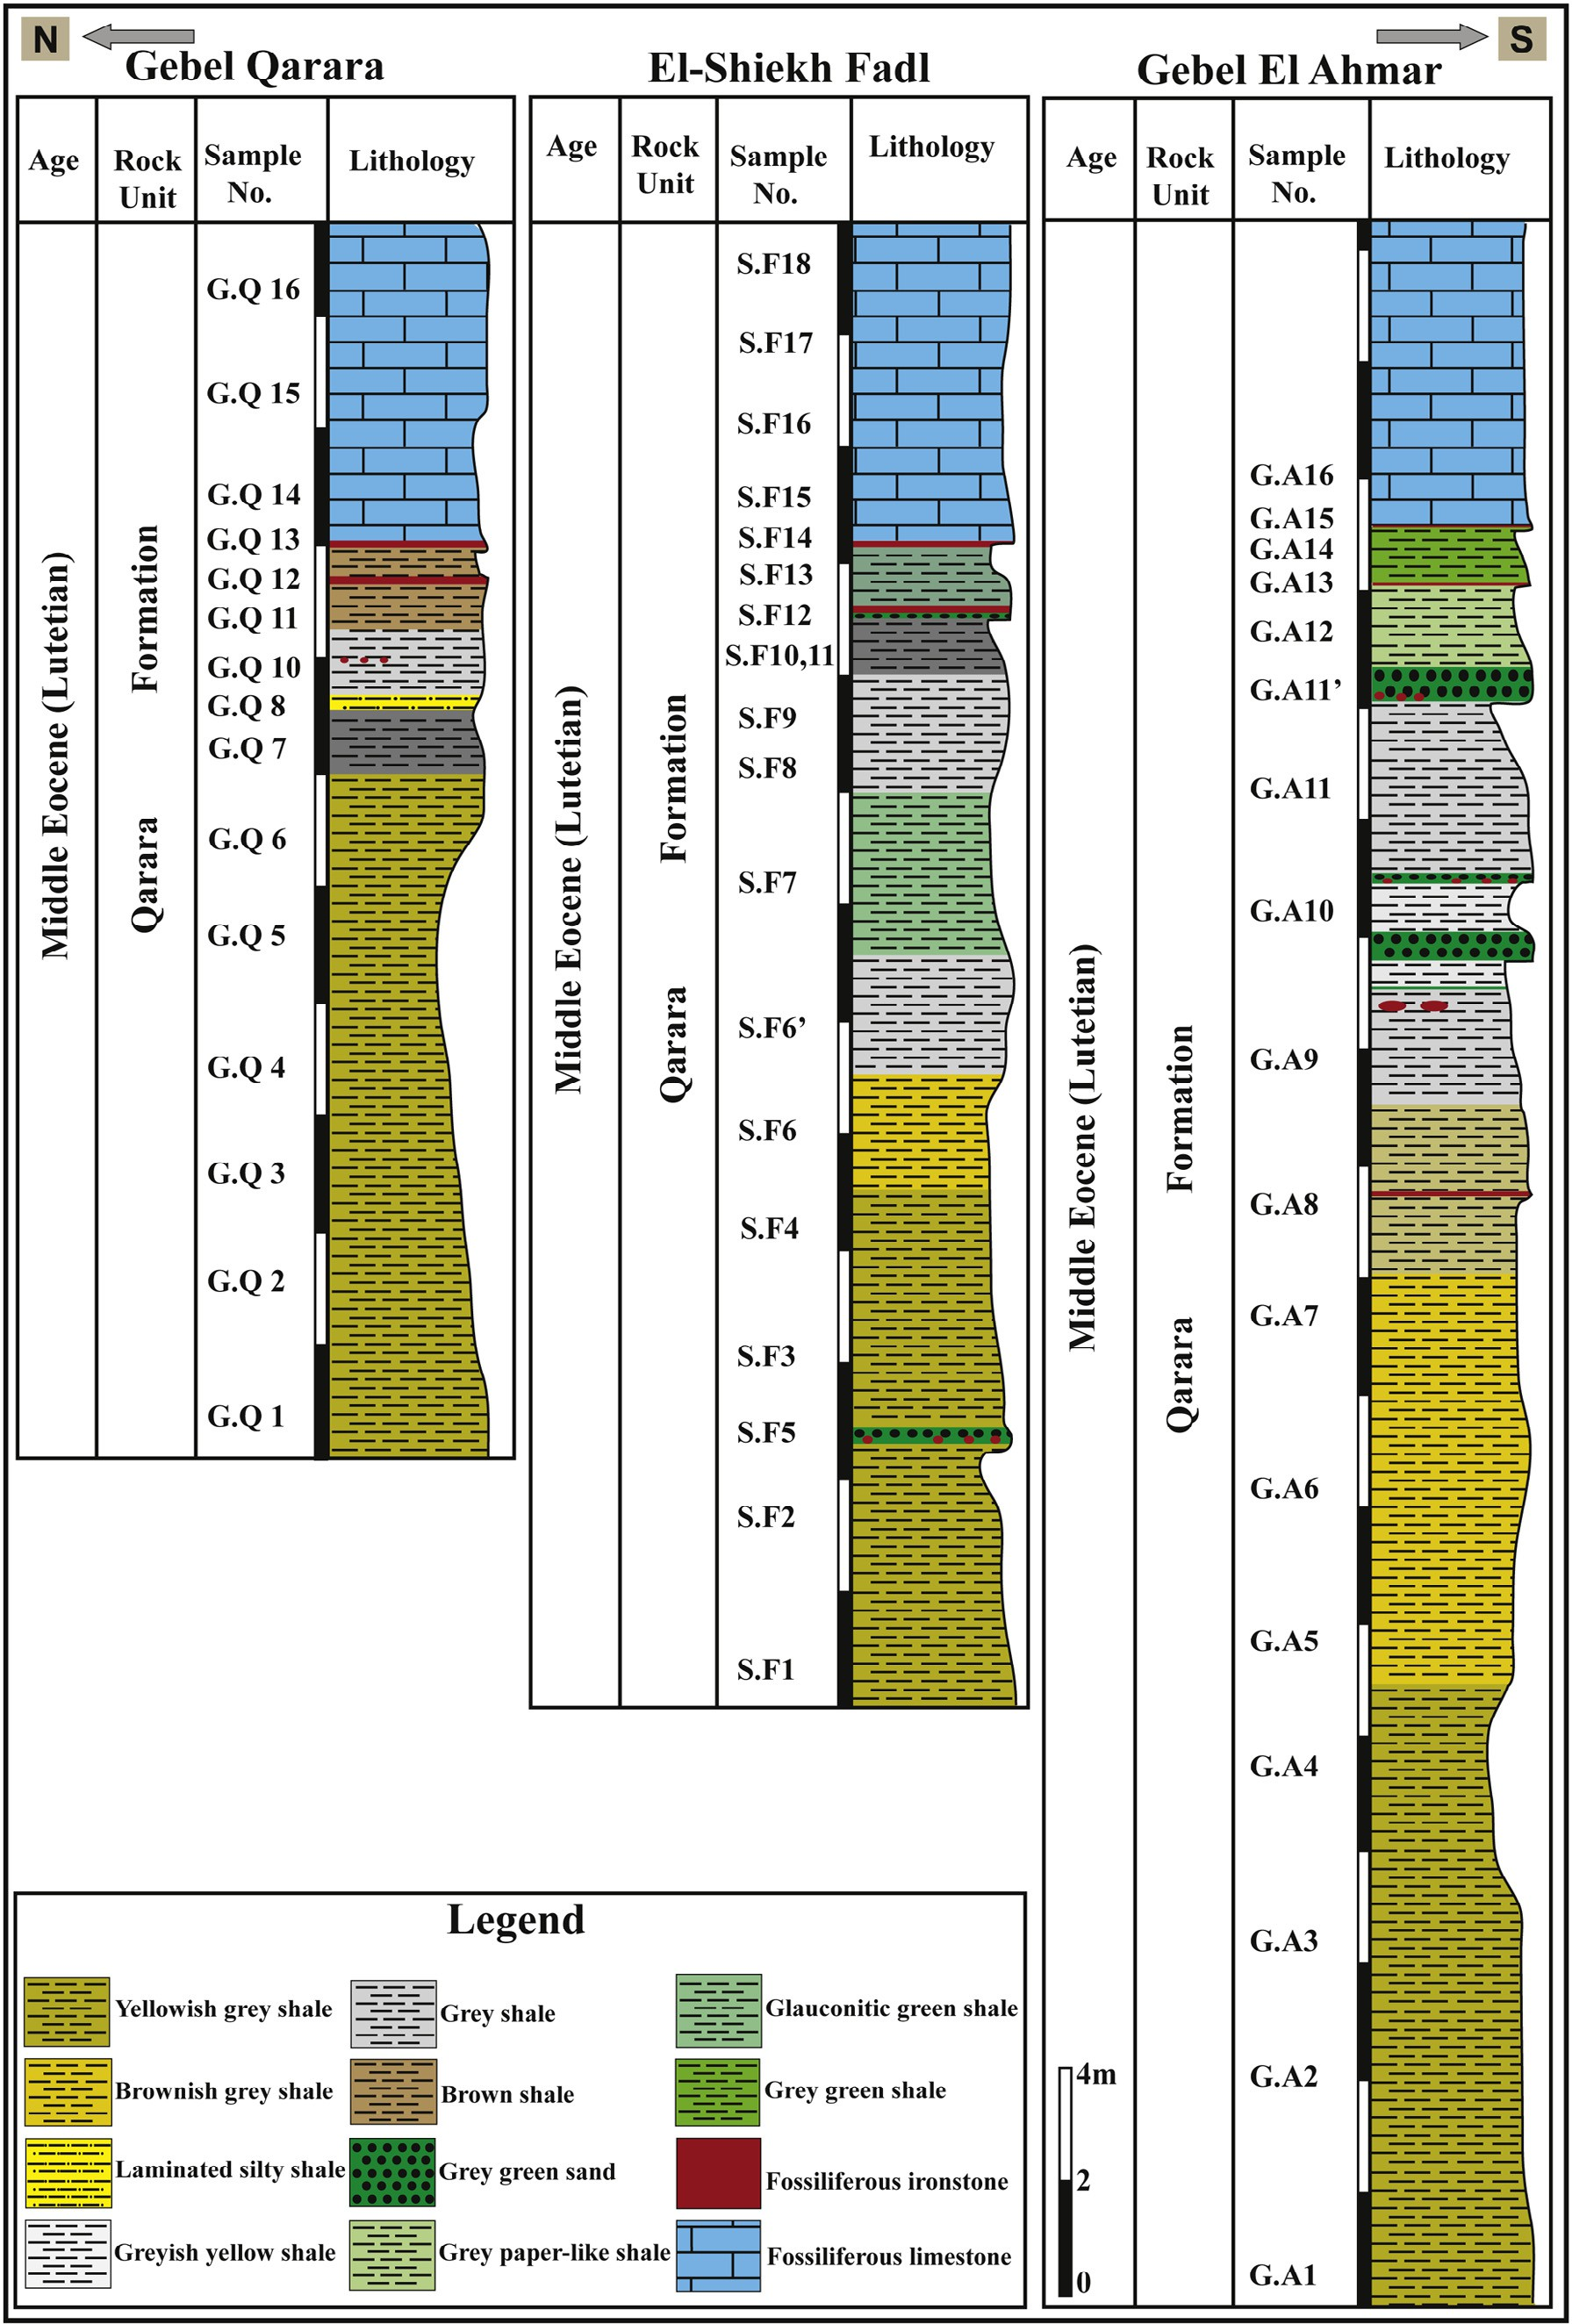 N
S
Gebel Qarara
El-Shiekh Fadl
Gebel El Ahmar
Age
Rock
Unit
Sample
No.
Lithology
Middle Eocene (Lutetian)
Qarara Formation
G.Q 16
G.Q 15
G.Q 14
G.Q 13
G.Q 12
G.Q 11
G.Q 10
G.Q 8
G.Q 7
G.Q 6
G.Q 5
G.Q 4
G.Q 3
G.Q 2
G.Q 1
Age
Rock
Unit
Sample
No.
Lithology
Middle Eocene (Lutetian)
Qarara Formation
S.F18
S.F17
S.F16
S.F15
S.F14
S.F13
S.F12
S.F10,11
S.F9
S.F8
S.F7
S.F6’
S.F6
S.F4
S.F3
S.F5
S.F2
S.F1
Age
Rock
Unit
Sample
No.
Lithology
Middle Eocene (Lutetian)
Qarara Formation
G.A16
G.A15
G.A14
G.A13
G.A12
G.A11’
G.A11
G.A10
G.A9
G.A8
G.A7
G.A6
G.A5
G.A4
G.A3
G.A2
G.A1
4m
2
0
Legend
Yellowish grey shale
Grey shale
Glauconitic green shale
Brownish grey shale
Brown shale
Grey green shale
Laminated silty shale
Grey green sand
Fossiliferous ironstone
Greyish yellow shale
Grey paper-like shale
Fossiliferous limestone